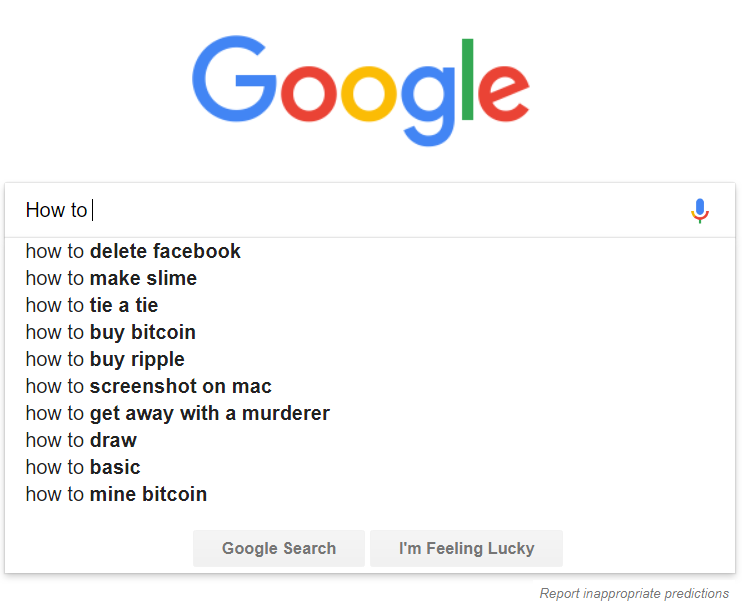 Google
How to
how to delete facebook
how to make slime
how to tie a tie
how to buy bitcoin
how to buy ripple
how to screenshot on mac
how to get away with a murderer
how to draw
how to basic
how to mine bitcoin
Google Search I'm Feeling Lucky
Report inappropriate predictions